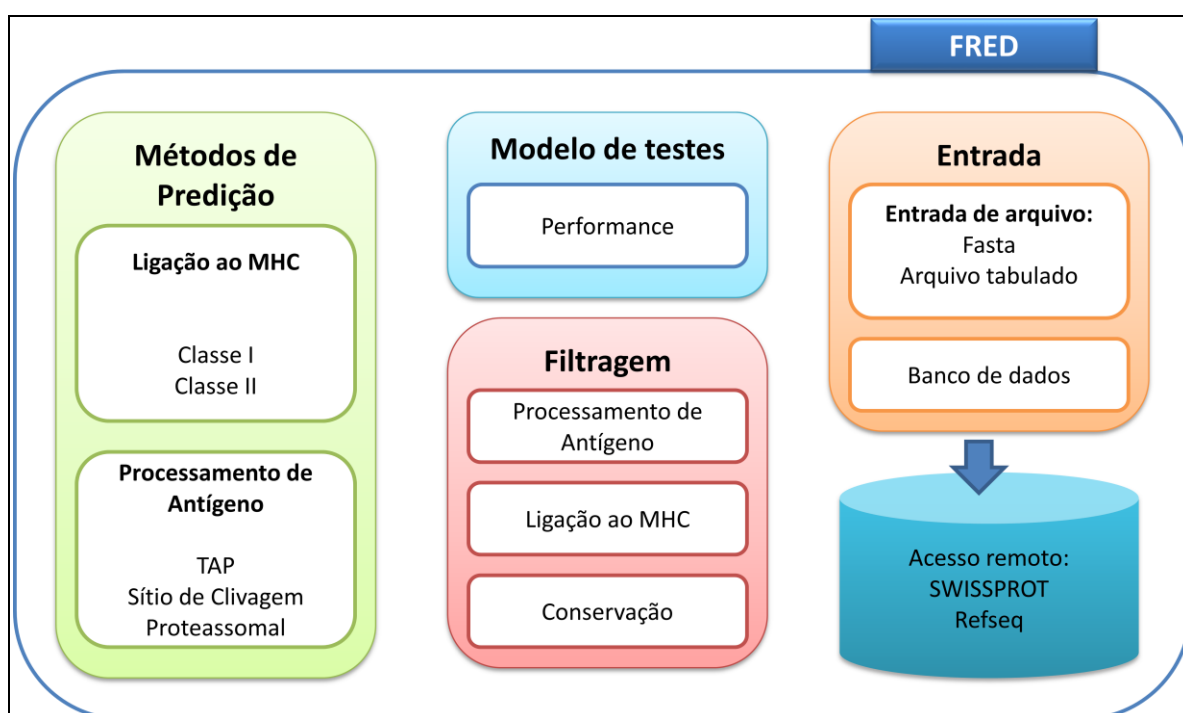 FRED
Métodos de
Predição
Ligação ao MHC
Classe I
Classe II
Processamento de
Antígeno
TAP
Sítio de Clivagem
Proteassomal
Modelo de testes
Performance
Filtragem
Processamento de
Antígeno
Ligação ao MHC
Conservação
Entrada
Entrada de arquivo:
Fasta
Arquivo tabulado
Banco de dados
Acesso remoto:
SWISSPROT
Refseq